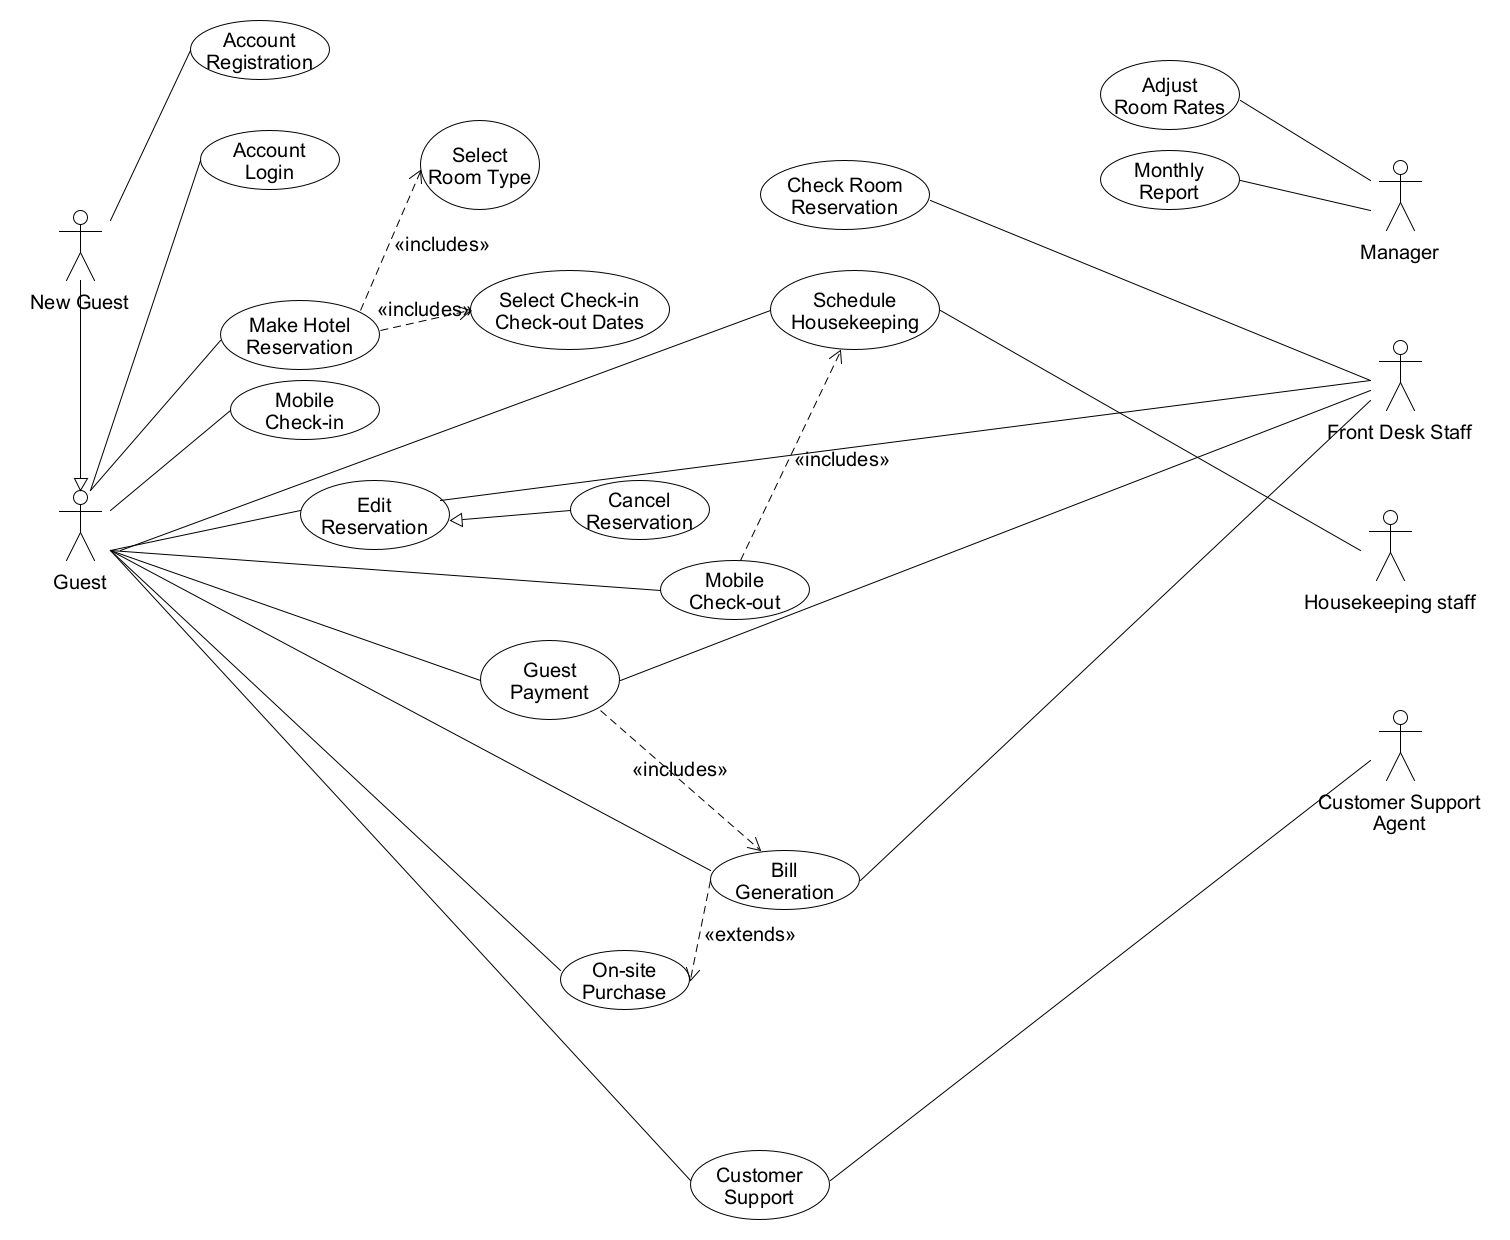 Account
Registration
Adjust
Room Rates
Account
Login
Select
Room Type
Check Room
Reservation
Monthly
Report
Manager
«includes»
New Guest
Make Hotel
Reservation
«includes»
Select Check-in
Check-out Dates
Schedule
Housekeeping
Mobile
Check-in
Front Desk Staff
«includes»
Edit
Reservation
Cancel
Reservation
Guest
Mobile
Check-out
Housekeeping staff
Guest
Payment
«includes»
Customer Support
Agent
Bill
Generation
«extends»
On-site
Purchase
Customer
Support